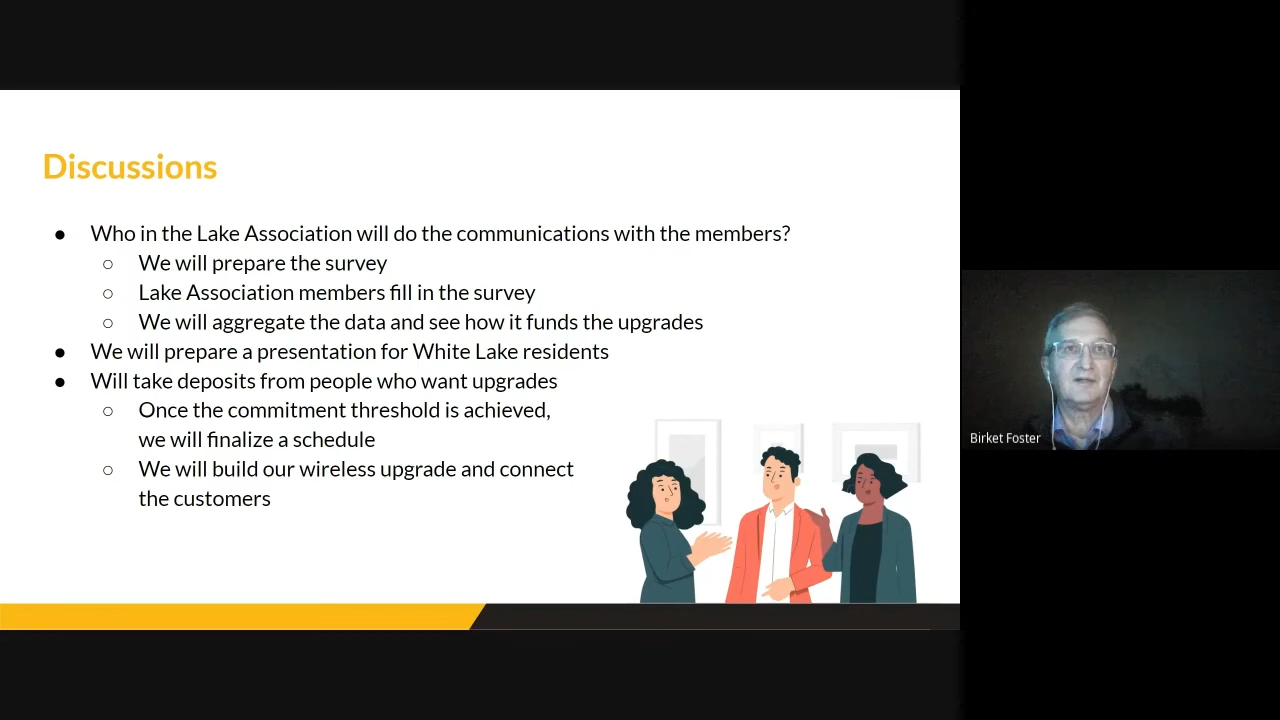 Discussions
● Who in the Lake Association will do the communications with the members?
○ We will prepare the survey
○ Lake Association members fill in the survey
○ We will aggregate the data and see how it funds the upgrades
● We will prepare a presentation for White Lake residents
● Will take deposits from people who want upgrades
○ Once the commitment threshold is achieved,
we will finalize a schedule
○ We will build our wireless upgrade and connect
the customers
Birket Foster